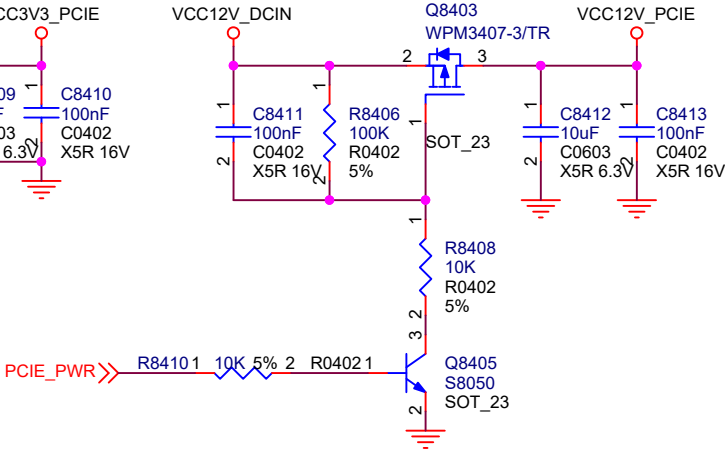 CC3V3_PCIE
VCC12V_DCIN
Q8403
WPM3407-3/TR
VCC12V_PCIE
2
3
1
SOT_23
09
F
03
6.3V
2
1
C8410
100nF
C0402
X5R 16V
1
2
C8411
100nF
C0402
X5R 16V
1
2
R8406
100K
R0402
5%
1
2
C8412
10uF
C0603
X5R 6.3V
1
2
C8413
100nF
C0402
X5R 16V
1
2
R8408
10K
R0402
5%
PCIE_PWR
R8410 1 10K 5% 2 R0402 1
3
2
Q8405
S8050
SOT_23